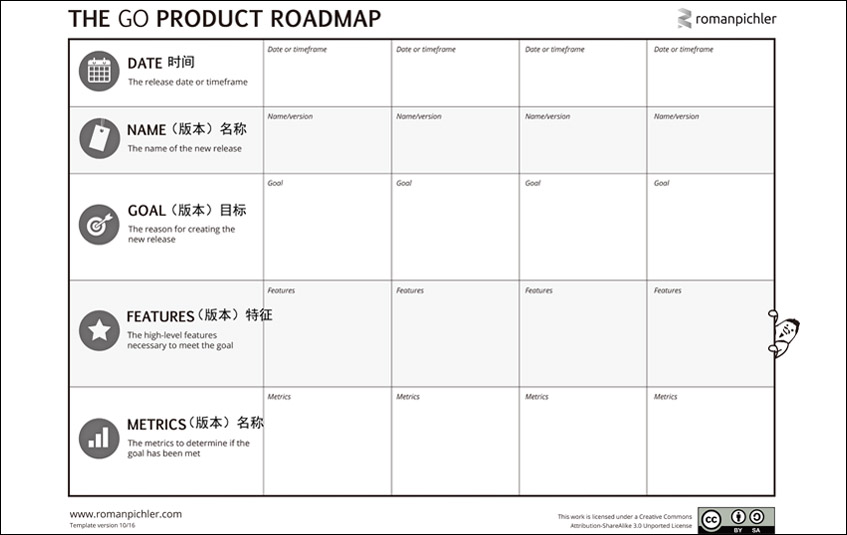 THE GO PRODUCT ROADMAP
romanpichler
DATE 时间
The release date or timeframe
Date or timeframe
Date or timeframe
Date or timeframe
Date or timeframe
NAME（版本）名称
The name of the new release
Name/version
Name/version
Name/version
Name/version
GOAL（版本）目标
The reason for creating the
new release
Goal
Goal
Goal
Goal
FEATURES（版本）特征
The high-level features
necessary to meet the goal
Features
Features
Features
Features
METRICS（版本）名称
The metrics to determine if the
goal has been met
Metrics
Metrics
Metrics
Metrics
www.romanpichler.com
Template version 10/16
This work is licensed under a Creative Commons
Attribution-ShareAlike 3.0 Unported License
cc
BY SA